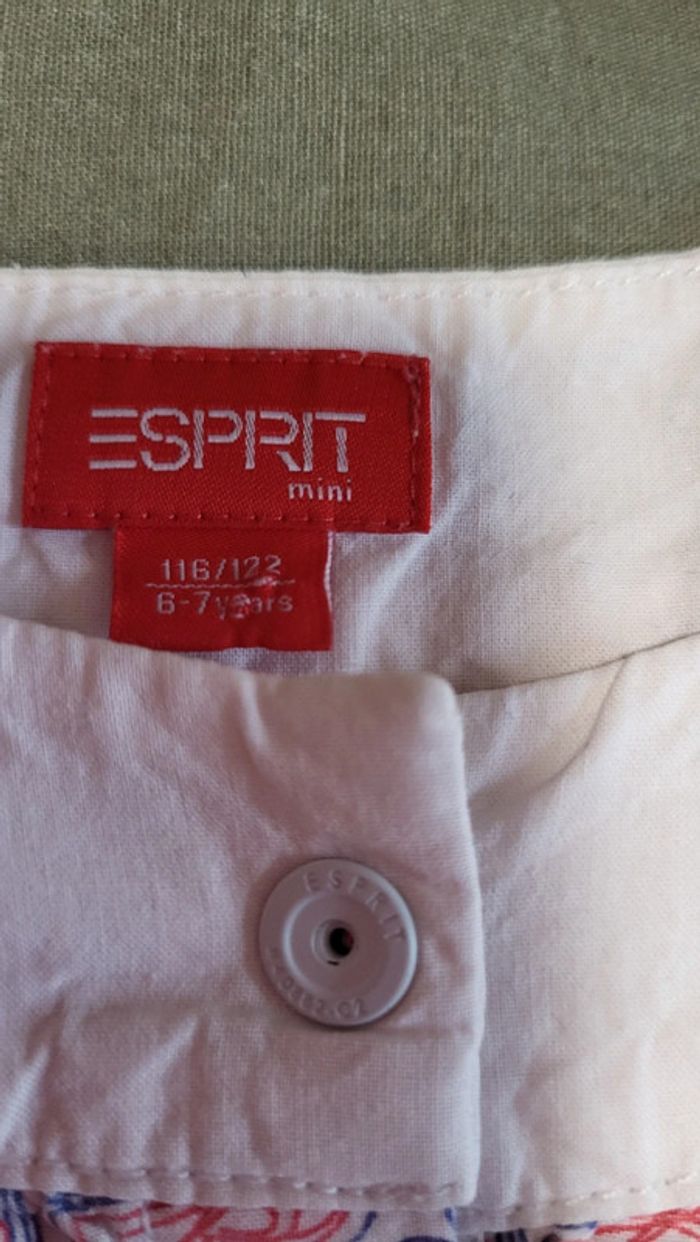 ESPRIT
mini
116/122
6-7 years
ESPRIT